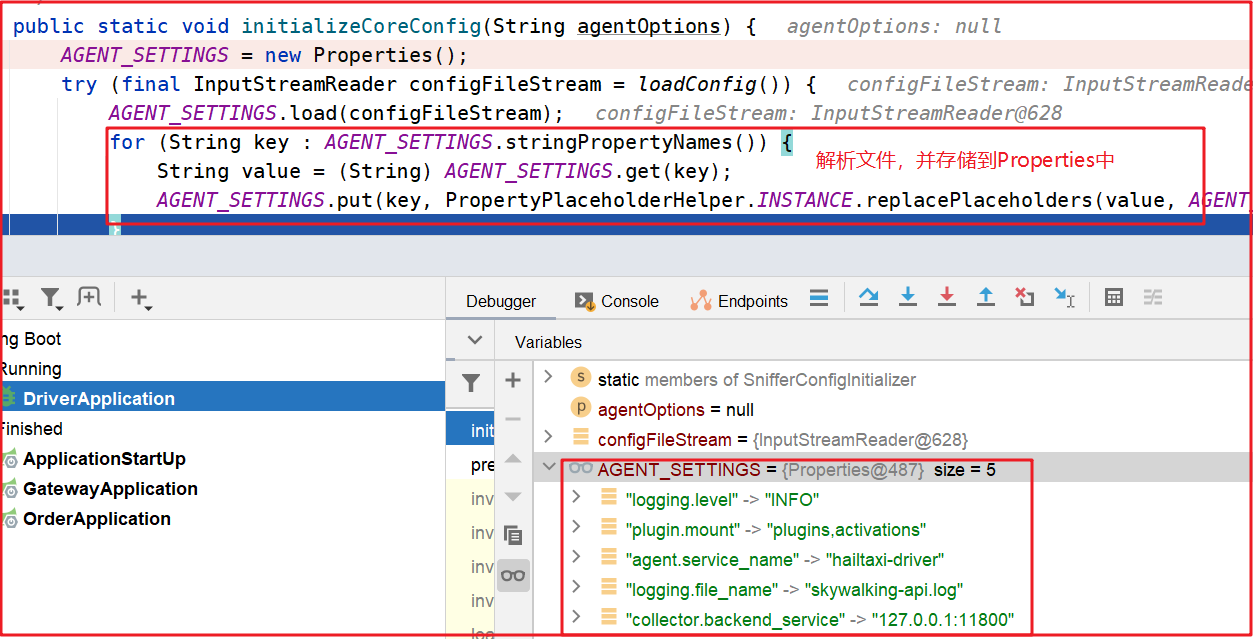 public static void initializeCoreConfig(String agentOptions) {  agentOptions: null
AGENT_SETTINGS = new Properties();
try (final InputStreamReader configFileStream = loadConfig()) {  configFileStream: InputStreamReade
AGENT_SETTINGS.load(configFileStream);  configFileStream: InputStreamReader@628
for (String key : AGENT_SETTINGS.stringPropertyNames()) {
解析文件，并存储到Properties中
String value = (String) AGENT_SETTINGS.get(key);
AGENT_SETTINGS.put(key, PropertyPlaceholderHelper.INSTANCE.replacePlaceholders(value, AGENT_
}
Debugger
Console
Endpoints
ng Boot
Running
DriverApplication
Finished
ApplicationStartUp
GatewayApplication
OrderApplication
Variables
init
pre
inv
inv
inv
inv
loa
s static members of SnifferConfigInitializer
p agentOptions = null
configFileStream = {InputStreamReader@628}
AGENT_SETTINGS = {Properties@487}  size = 5
"logging.level" -> "INFO"
"plugin.mount" -> "plugins,activations"
"agent.service_name" -> "hailtaxi-driver"
"logging.file_name" -> "skywalking-api.log"
"collector.backend_service" -> "127.0.0.1:11800"